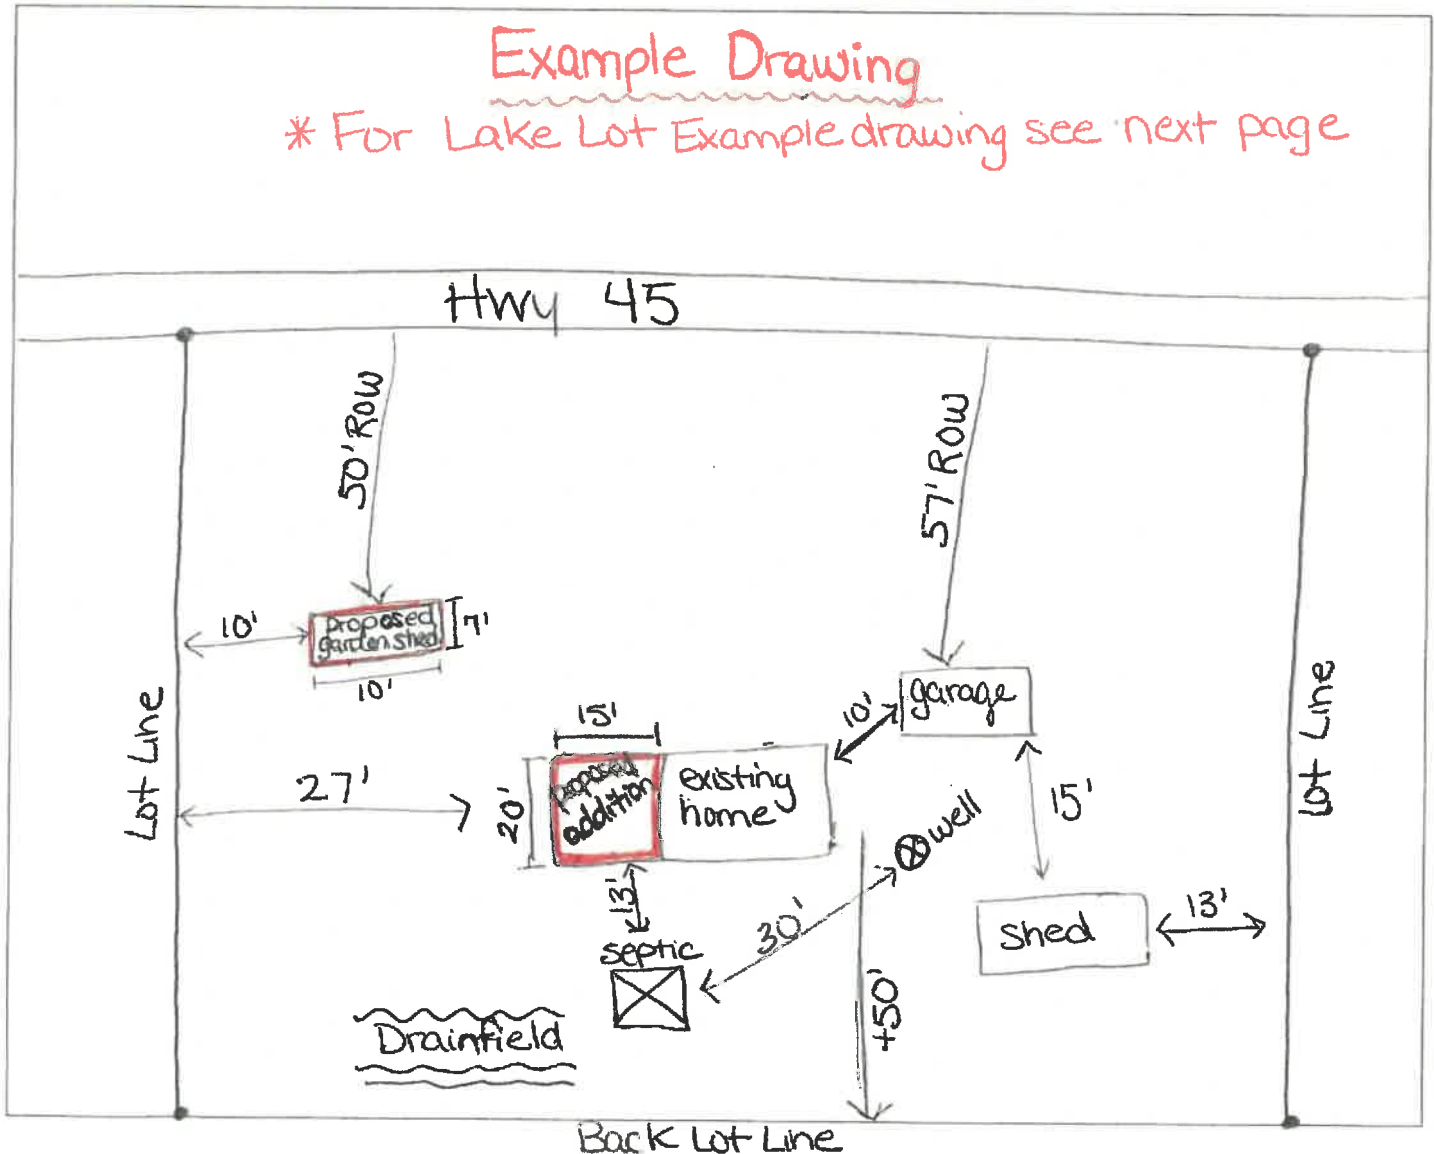 Example Drawing
* For Lake Lot Example drawing see next page
Hwy 45
50' ROW
57' ROW
10'
proposed
garden shed
7'
10'
Lot Line
27'
15'
20'
proposed
addition
existing
home
10'
garage
15'
Lot Line
well
13'
30'
septic
shed
13'
+50'
Drainfield
Back Lot Line